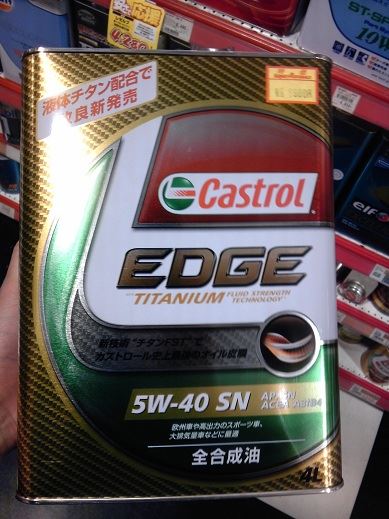 液体チタン配合で
改良新発売
Castrol
EDGE
TITANIUM FLUID STRENGTH
TECHNOLOGY
新技術 "チタンFST"で
カストロール史上最強のオイル皮膜
5W-40 SN
API SN
ACEA A3/B4
欧州車や高出力のスポーツ車、
大排気量車などに最適
全合成油
4L
elf